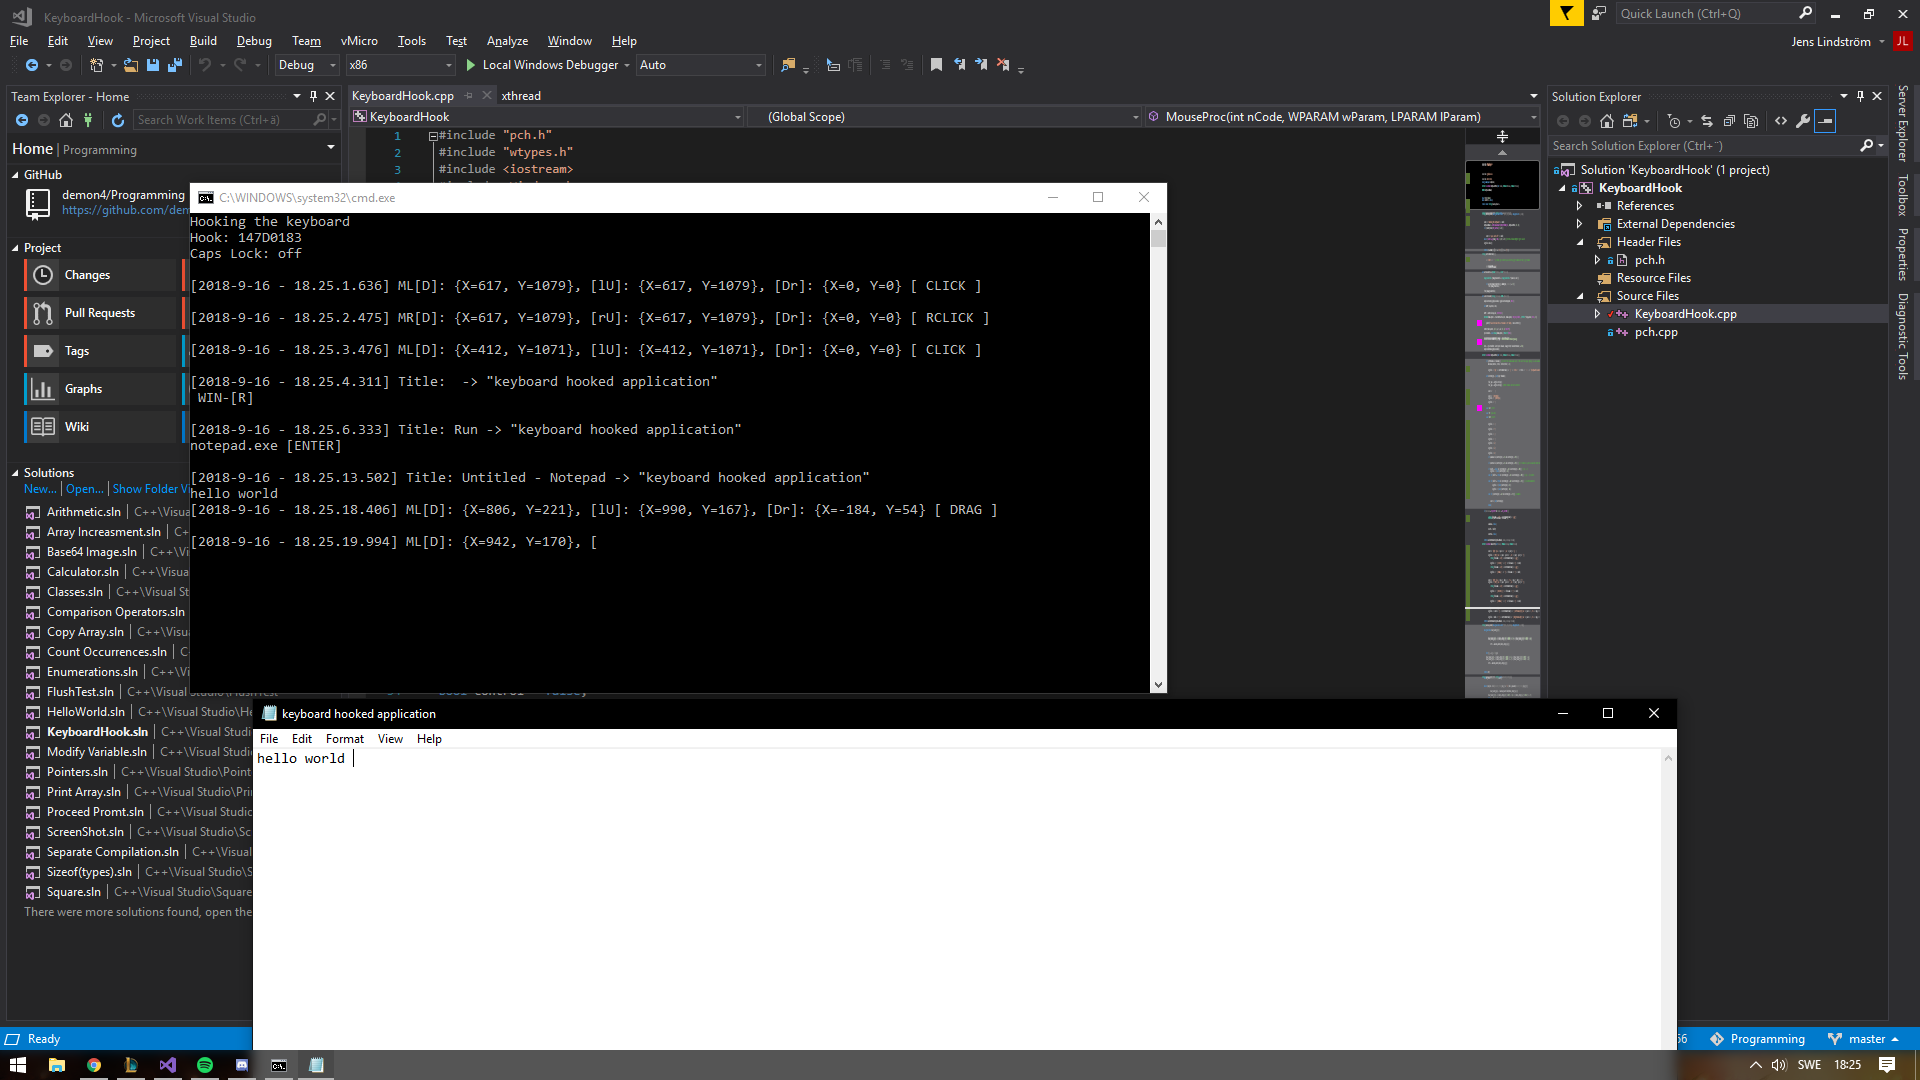 KeyboardHook - Microsoft Visual Studio
Quick Launch (Ctrl+Q)
File Edit View Project Build Debug Team vMicro Tools Test Analyze Window Help
Jens Lindström JL
Debug x86 Local Windows Debugger Auto
Team Explorer - Home
Search Work Items (Ctrl+ä)
Home | Programming
GitHub
demon4/Programming
https://github.com/dem
Project
Changes
Pull Requests
Tags
Graphs
Wiki
Solutions
New... | Open... | Show Folder V
Arithmetic.sln | C++\Visua
Array Increasment.sln | C+
Base64 Image.sln | C++\Vi
Calculator.sln | C++\Visua
Classes.sln | C++\Visual St
Comparison Operators.sln
Copy Array.sln | C++\Visua
Count Occurrences.sln | C
Enumerations.sln | C++\Vi
FlushTest.sln | C++\Visual Studio\FlushTest
HelloWorld.sln | C++\Visual Studio\He
KeyboardHook.sln | C++\Visual Studio
Modify Variable.sln | C++\Visual Studi
Pointers.sln | C++\Visual Studio\Point
Print Array.sln | C++\Visual Studio\Pri
Proceed Promt.sln | C++\Visual Studio
ScreenShot.sln | C++\Visual Studio\Sc
Separate Compilation.sln | C++\Visual
Sizeof(types).sln | C++\Visual Studio\S
Square.sln | C++\Visual Studio\Square
There were more solutions found, open the
KeyboardHook.cpp xthread
KeyboardHook (Global Scope) MouseProc(int nCode, WPARAM wParam, LPARAM lParam)
1 #include "pch.h"
2 #include "wtypes.h"
3 #include <iostream>
C:\WINDOWS\system32\cmd.exe
Hooking the keyboard
Hook: 147D0183
Caps Lock: off
[2018-9-16 - 18.25.1.636] ML[D]: {X=617, Y=1079}, [lU]: {X=617, Y=1079}, [Dr]: {X=0, Y=0} [ CLICK ]
[2018-9-16 - 18.25.2.475] MR[D]: {X=617, Y=1079}, [rU]: {X=617, Y=1079}, [Dr]: {X=0, Y=0} [ RCLICK ]
[2018-9-16 - 18.25.3.476] ML[D]: {X=412, Y=1071}, [lU]: {X=412, Y=1071}, [Dr]: {X=0, Y=0} [ CLICK ]
[2018-9-16 - 18.25.4.311] Title:  -> "keyboard hooked application"
WIN-[R]
[2018-9-16 - 18.25.6.333] Title: Run -> "keyboard hooked application"
notepad.exe [ENTER]
[2018-9-16 - 18.25.13.502] Title: Untitled - Notepad -> "keyboard hooked application"
hello world
[2018-9-16 - 18.25.18.406] ML[D]: {X=806, Y=221}, [lU]: {X=990, Y=167}, [Dr]: {X=-184, Y=54} [ DRAG ]
[2018-9-16 - 18.25.19.994] ML[D]: {X=942, Y=170}, [
keyboard hooked application
File Edit Format View Help
hello world
Solution Explorer
Search Solution Explorer (Ctrl+¨)
Solution 'KeyboardHook' (1 project)
KeyboardHook
References
External Dependencies
Header Files
pch.h
Resource Files
Source Files
KeyboardHook.cpp
pch.cpp
Server Explorer
Toolbox
Properties
Diagnostic Tools
Ready
Programming master
SWE 18:25